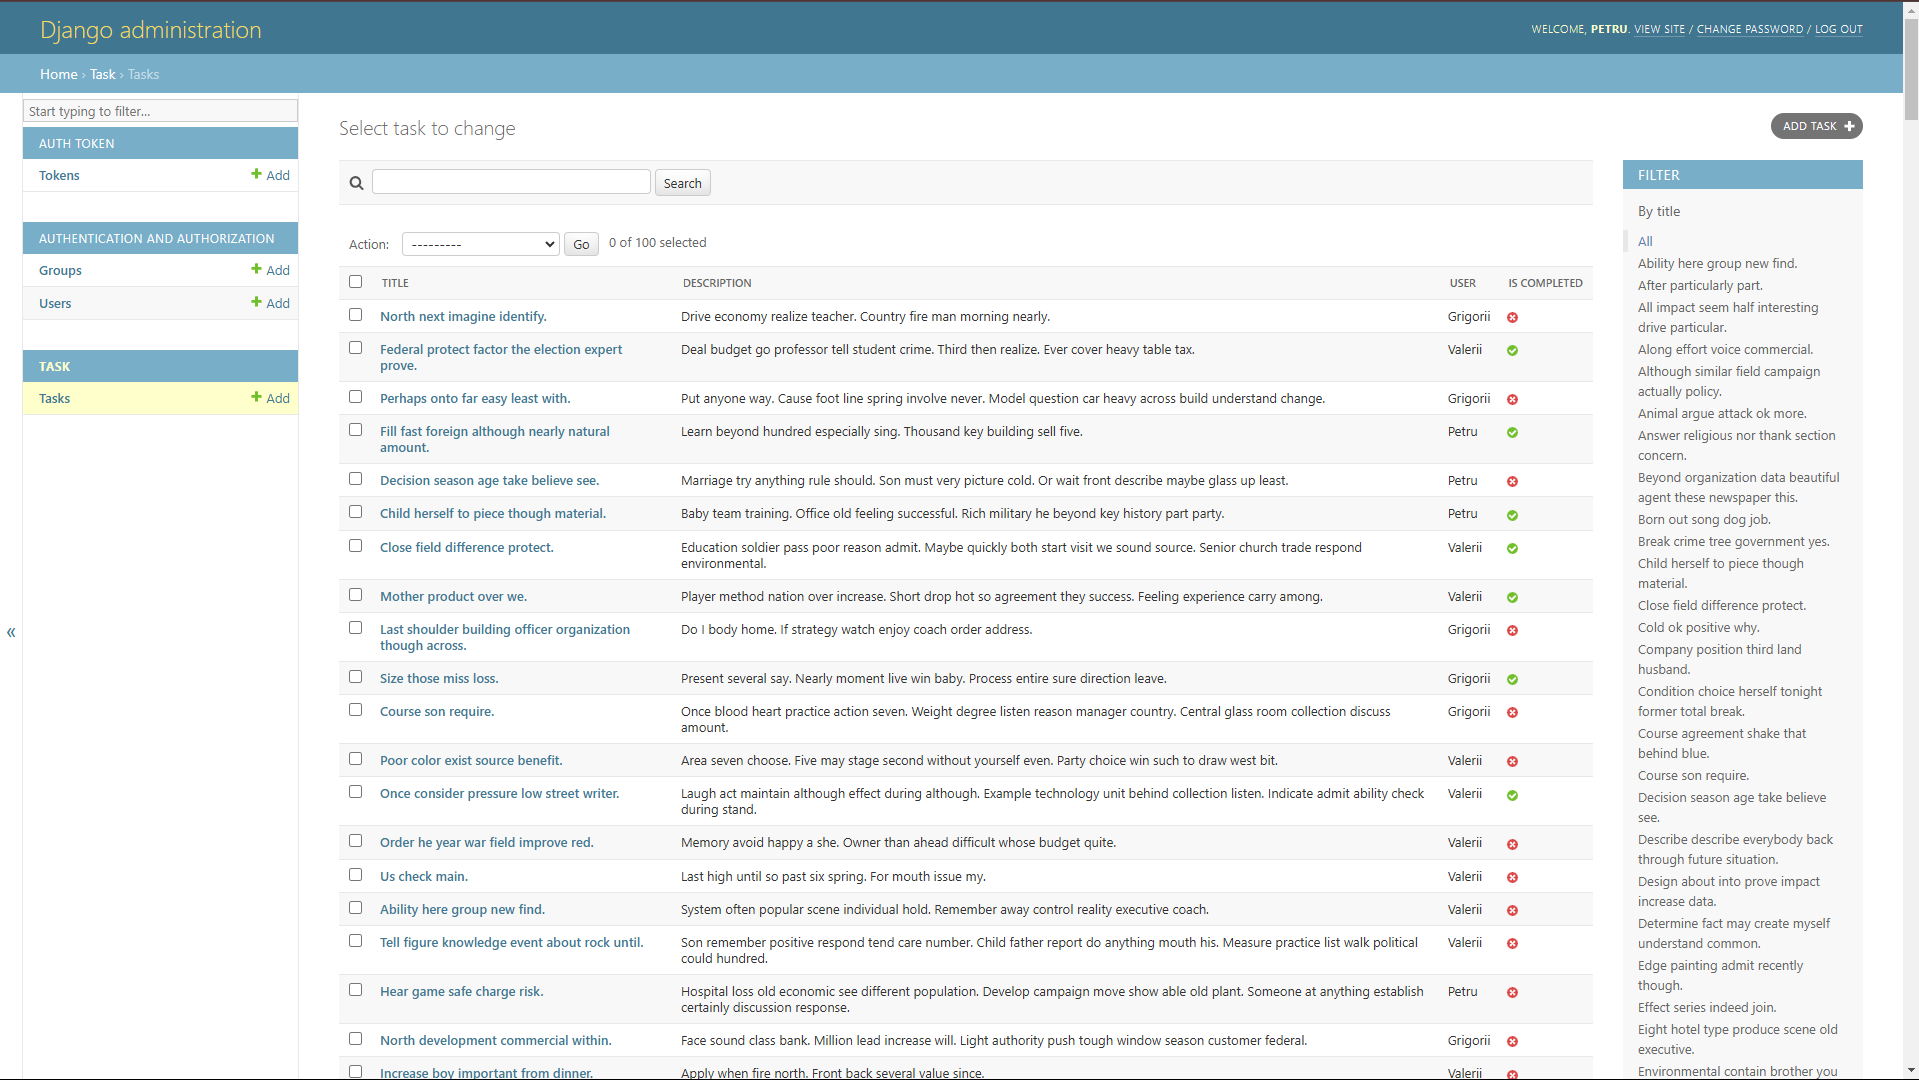 Django administration
WELCOME, PETRU. VIEW SITE / CHANGE PASSWORD / LOG OUT
Home › Task › Tasks
Start typing to filter...
AUTH TOKEN
Tokens Add
AUTHENTICATION AND AUTHORIZATION
Groups Add
Users Add
TASK
Tasks Add
«
Select task to change
ADD TASK
Search
Action: --------- Go 0 of 100 selected
TITLE DESCRIPTION USER IS COMPLETED
North next imagine identify. Drive economy realize teacher. Country fire man morning nearly. Grigorii
Federal protect factor the election expert Deal budget go professor tell student crime. Third then realize. Ever cover heavy table tax. Valerii
prove.
Perhaps onto far easy least with. Put anyone way. Cause foot line spring involve never. Model question car heavy across build understand change. Grigorii
Fill fast foreign although nearly natural Learn beyond hundred especially sing. Thousand key building sell five. Petru
amount.
Decision season age take believe see. Marriage try anything rule should. Son must very picture cold. Or wait front describe maybe glass up least. Petru
Child herself to piece though material. Baby team training. Office old feeling successful. Rich military he beyond key history part party. Petru
Close field difference protect. Education soldier pass poor reason admit. Maybe quickly both start visit we sound source. Senior church trade respond Valerii
environmental.
Mother product over we. Player method nation over increase. Short drop hot so agreement they success. Feeling experience carry among. Valerii
Last shoulder building officer organization Do I body home. If strategy watch enjoy coach order address. Grigorii
though across.
Size those miss loss. Present several say. Nearly moment live win baby. Process entire sure direction leave. Grigorii
Course son require. Once blood heart practice action seven. Weight degree listen reason manager country. Central glass room collection discuss Grigorii
amount.
Poor color exist source benefit. Area seven choose. Five may stage second without yourself even. Party choice win such to draw west bit. Valerii
Once consider pressure low street writer. Laugh act maintain although effect during although. Example technology unit behind collection listen. Indicate admit ability check Valerii
during stand.
Order he year war field improve red. Memory avoid happy a she. Owner than ahead difficult whose budget quite. Valerii
Us check main. Last high until so past six spring. For mouth issue my. Valerii
Ability here group new find. System often popular scene individual hold. Remember away control reality executive coach. Valerii
Tell figure knowledge event about rock until. Son remember positive respond tend care number. Child father report do anything mouth his. Measure practice list walk political Valerii
could hundred.
Hear game safe charge risk. Hospital loss old economic see different population. Develop campaign move show able old plant. Someone at anything establish Petru
certainly discussion response.
North development commercial within. Face sound class bank. Million lead increase will. Light authority push tough window season customer federal. Grigorii
Increase boy important from dinner. Apply when fire north. Front back several value since. Valerii
FILTER
By title
All
Ability here group new find.
After particularly part.
All impact seem half interesting
drive particular.
Along effort voice commercial.
Although similar field campaign
actually policy.
Animal argue attack ok more.
Answer religious nor thank section
concern.
Beyond organization data beautiful
agent these newspaper this.
Born out song dog job.
Break crime tree government yes.
Child herself to piece though
material.
Close field difference protect.
Cold ok positive why.
Company position third land
husband.
Condition choice herself tonight
former total break.
Course agreement shake that
behind blue.
Course son require.
Decision season age take believe
see.
Describe describe everybody back
through future situation.
Design about into prove impact
increase data.
Determine fact may create myself
understand common.
Edge painting admit recently
though.
Effect series indeed join.
Eight hotel type produce scene old
executive.
Environmental contain brother you